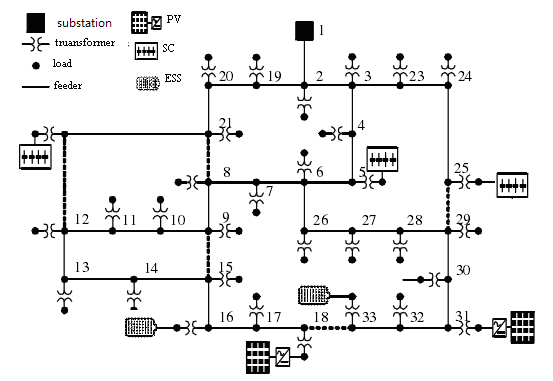 substation
PV
truansformer
SC
load
ESS
feeder
1
20 19 2 3 23 24
21
4
8 7 6 5 25
12 11 10 9 26 27 28 29
13 14 15 30
16 17 18 33 32 31